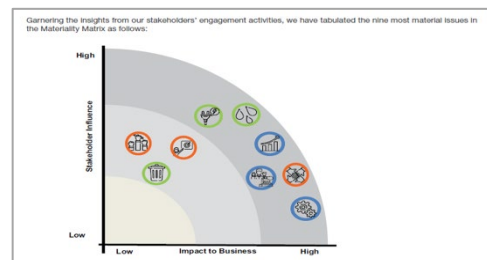 Garnering the insights from our stakeholders' engagement activities, we have tabulated the nine most material issues in
the Materiality Matrix as follows:
High
Stakeholder Influence
Low
Low Impact to Business High